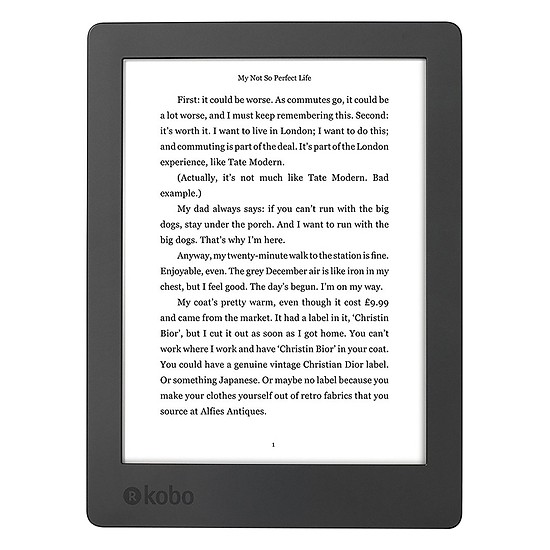 My Not So Perfect Life
First: it could be worse. As commutes go, it could be
a lot worse, and I must keep remembering this. Second:
it's worth it. I want to live in London; I want to do this;
and commuting is part of the deal. It's part of the London
experience, like Tate Modern.
(Actually, it's not much like Tate Modern. Bad
example.)
My dad always says: if you can't run with the big
dogs, stay under the porch. And I want to run with the
big dogs. That's why I'm here.
Anyway, my twenty-minute walk to the station is fine.
Enjoyable, even. The grey December air is like iron in my
chest, but I feel good. The day's begun. I'm on my way.
My coat's pretty warm, even though it cost £9.99
and came from the market. It had a label in it, 'Christin
Bior', but I cut it out as soon as I got home. You can't
work where I work and have 'Christin Bior' in your coat.
You could have a genuine vintage Christian Dior label.
Or something Japanese. Or maybe no label because you
make your clothes yourself out of retro fabrics that you
source at Alfies Antiques.
1
R kobo